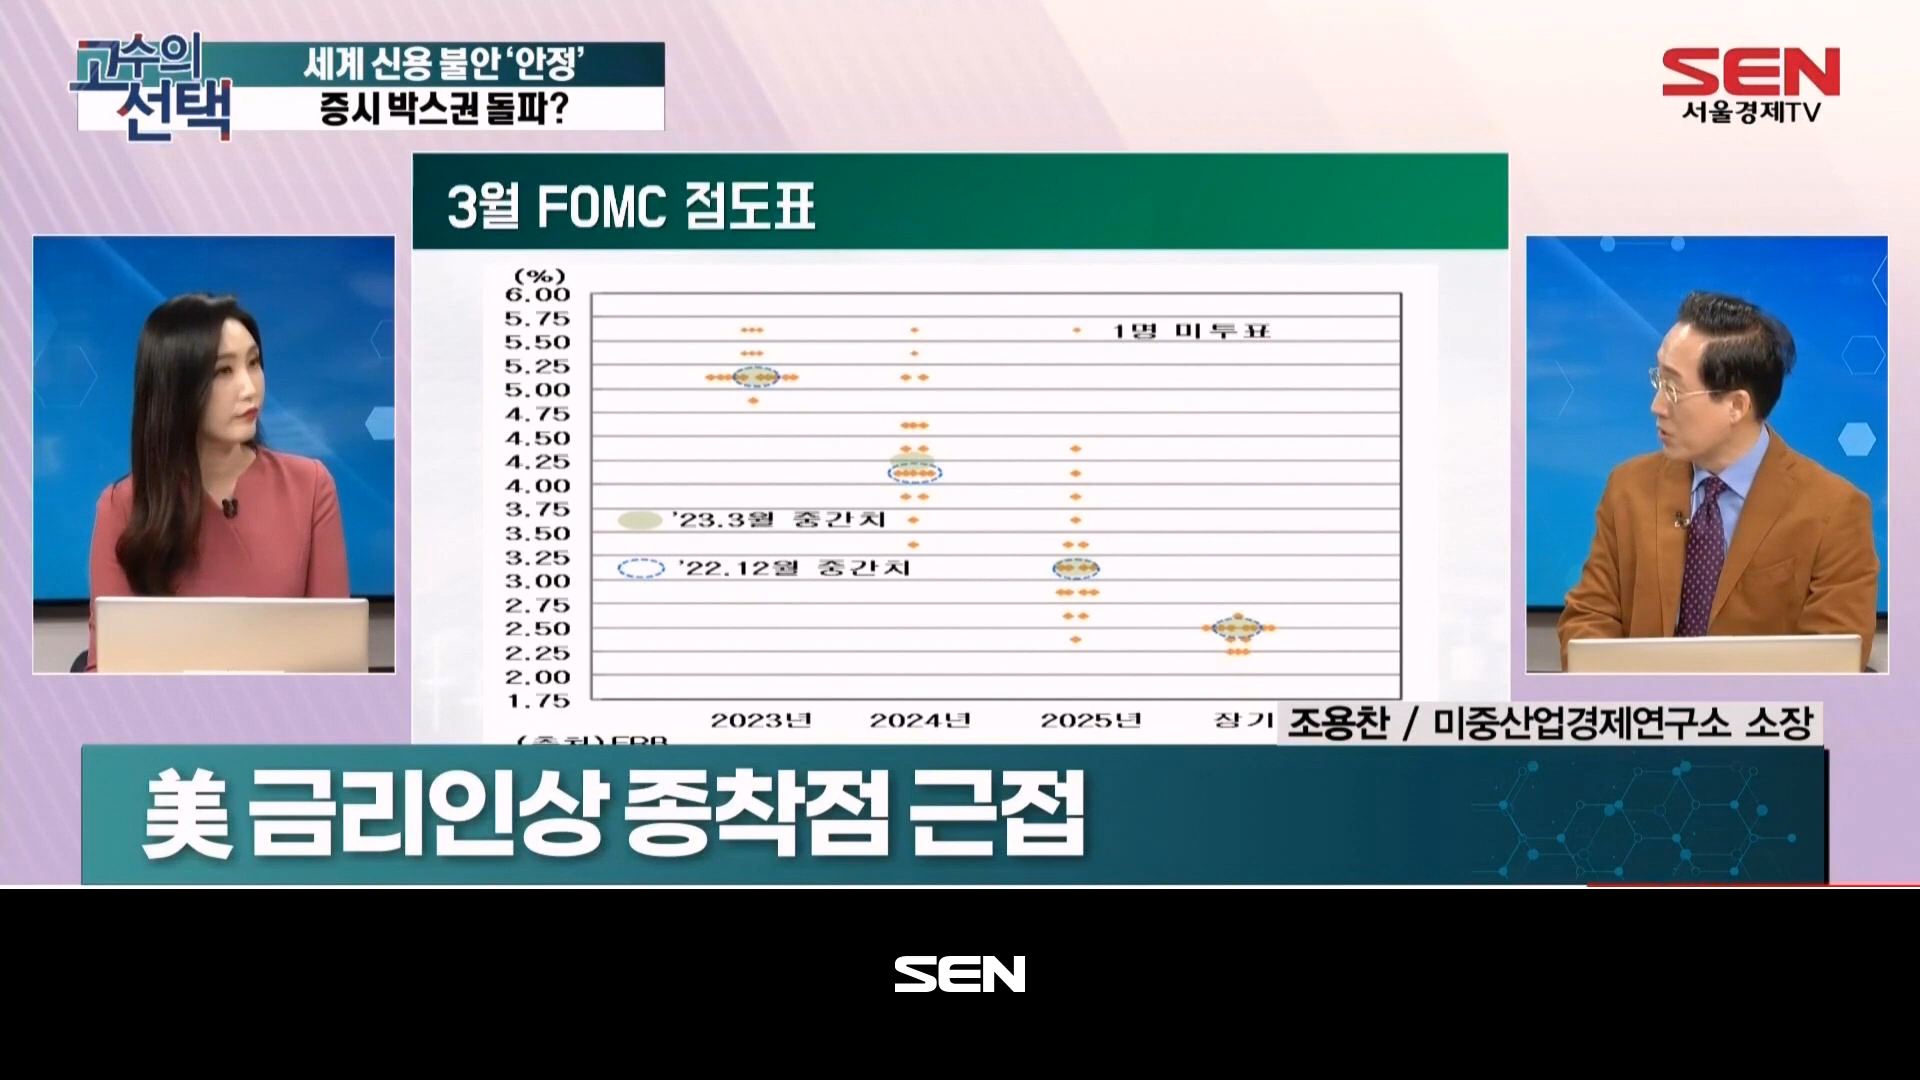 고수의
선택
세계 신용 불안 ‘안정’
증시 박스권 돌파?
SEN
서울경제TV
3월 FOMC 점도표
(%)
6.00
5.75
5.50
5.25
5.00
4.75
4.50
4.25
4.00
3.75
3.50
3.25
3.00
2.75
2.50
2.25
2.00
1.75
1명 미투표
’23.3월 중간치
’22.12월 중간치
2023년 2024년 2025년 장기
(출처)FRB
조용찬 / 미중산업경제연구소 소장
美 금리인상 종착점 근접
SEN